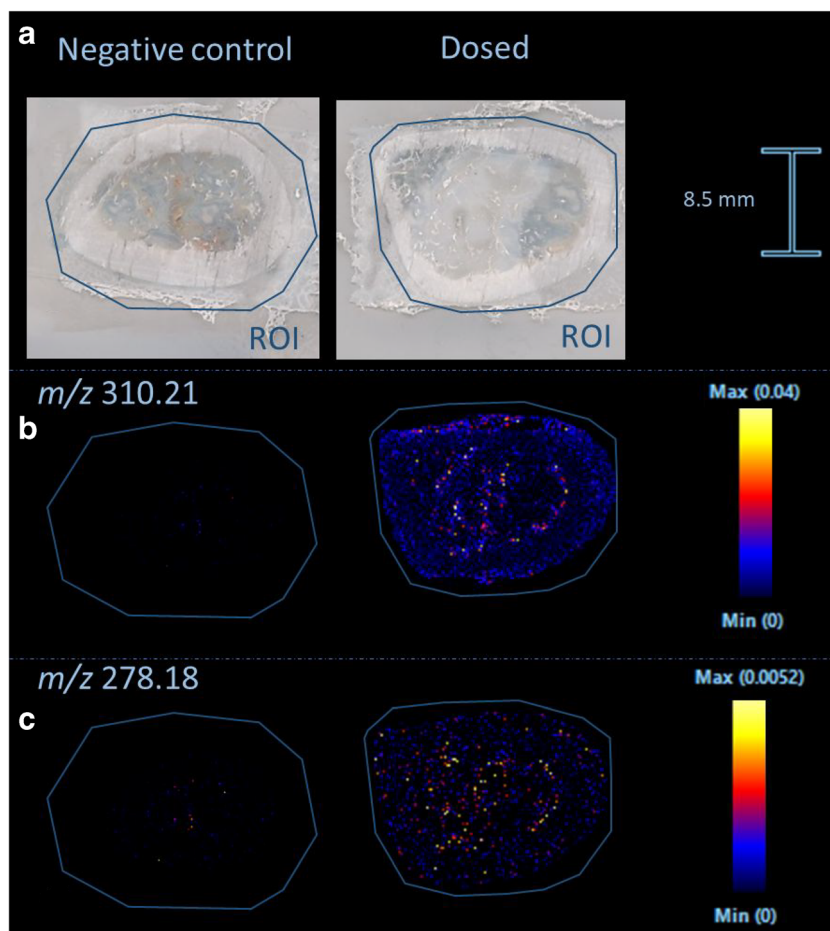 a
Negative control
Dosed
8.5 mm
ROI
ROI
m/z 310.21
b
Max (0.04)
Min (0)
m/z 278.18
c
Max (0.0052)
Min (0)